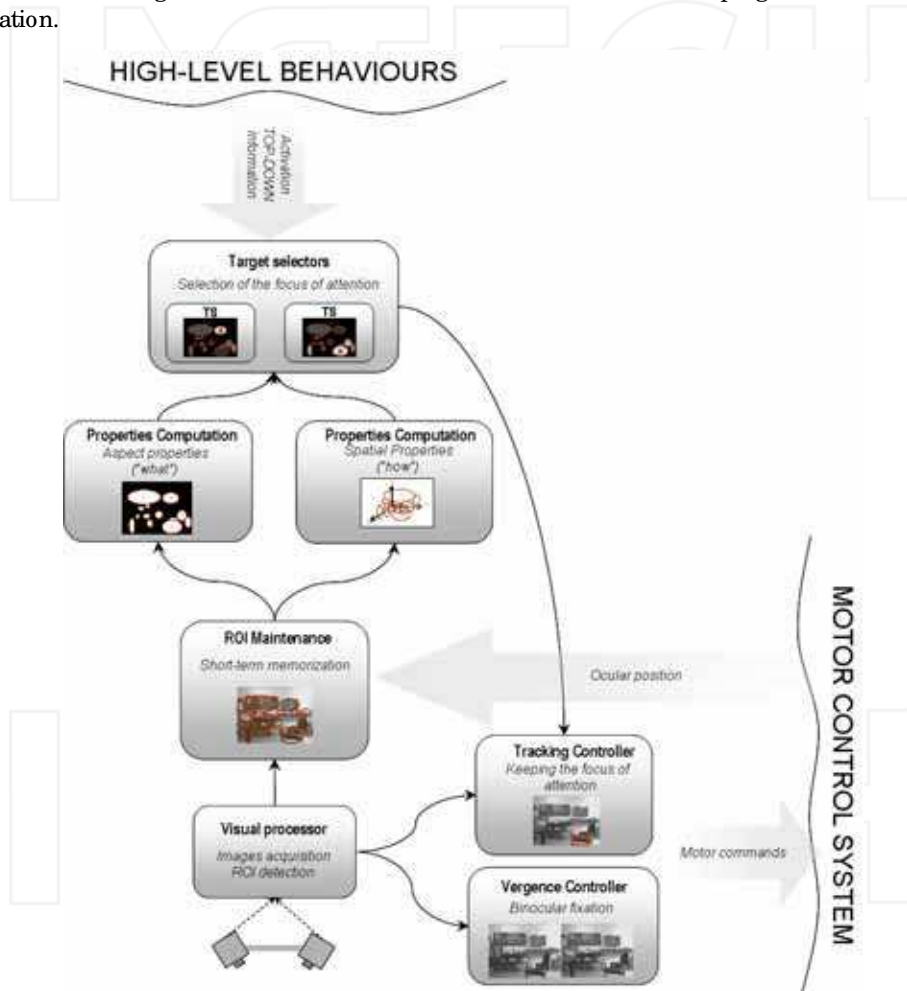 ation.
HIGH-LEVEL BEHAVIOURS
Activation
TOP-DOWN
information
Target selectors
Selection of the focus of attention
TS
TS
Properties Computation
Aspect properties
("what")
Properties Computation
Spatial Properties
("how")
ROI Maintenance
Short-term memorization
Ocular position
Tracking Controller
Keeping the focus of
attention
Visual processor
Images acquisition
ROI detection
Motor commands
Vergence Controller
Binocular fixation
MOTOR CONTROL SYSTEM